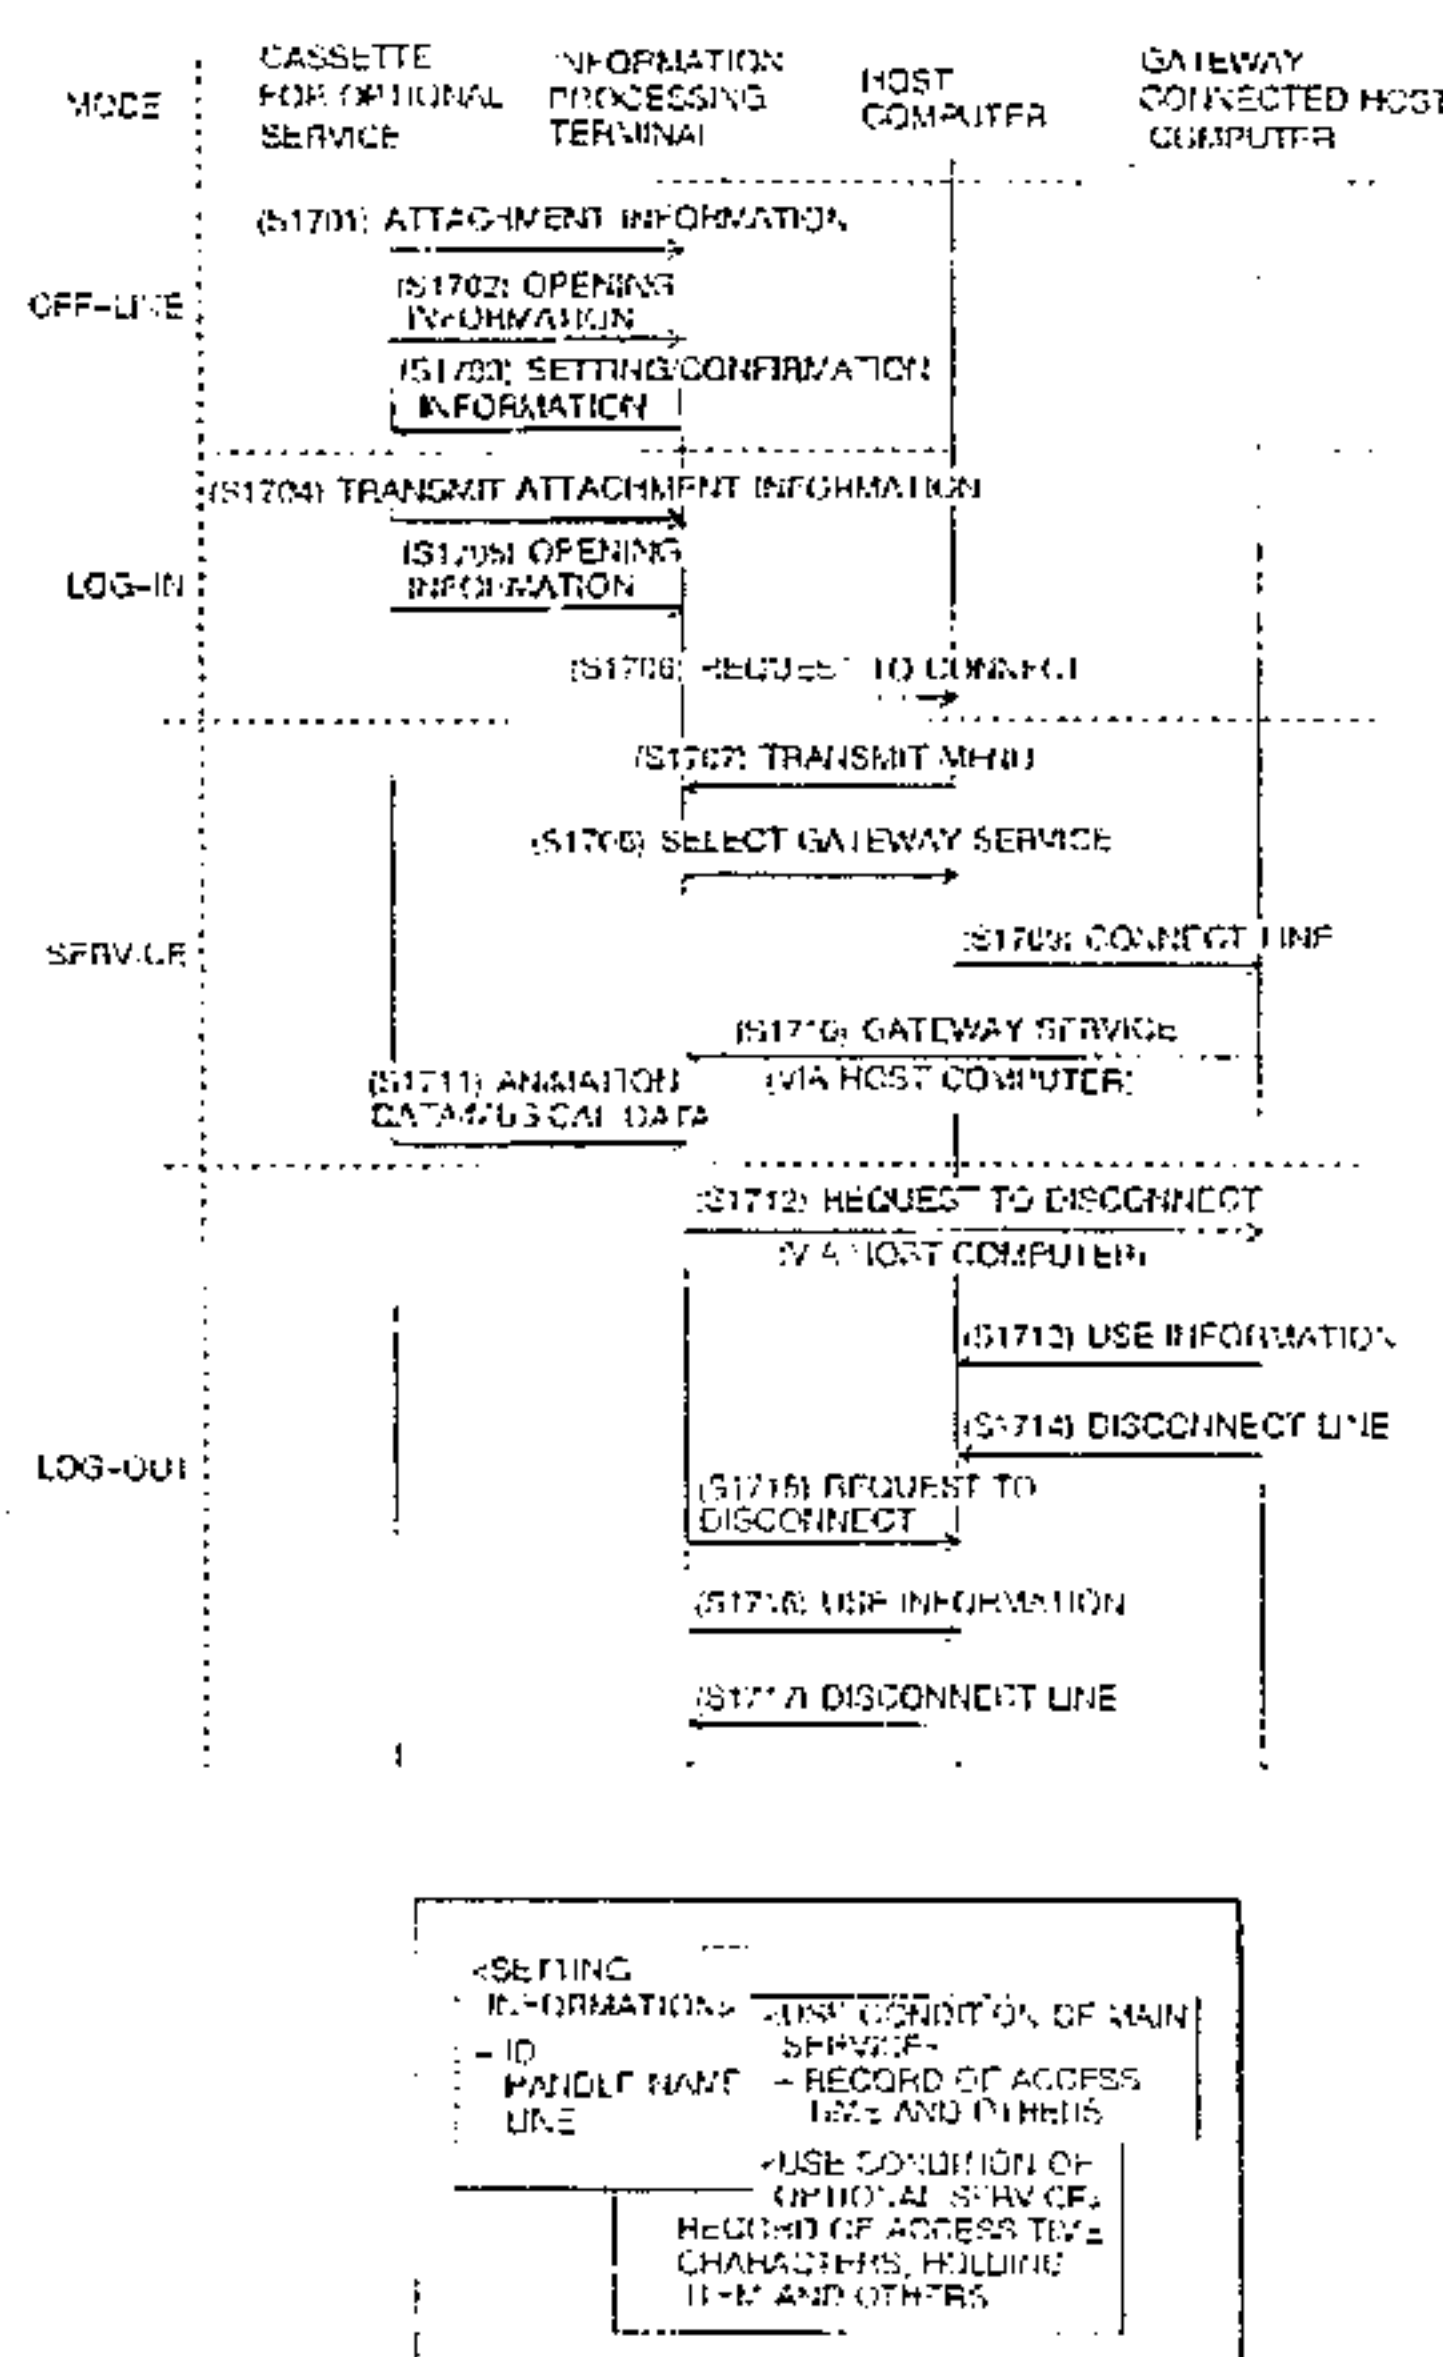 MODE
CASSETTE
FOR OPTIONAL
SERVICE
INFORMATION
PROCESSING
TERMINAL
HOST
COMPUTER
GATEWAY
CONNECTED HOST
COMPUTER
OFF-LINE
(S1701) ATTACHMENT INFORMATION
(S1702) OPENING
INFORMATION
(S1703) SETTING/CONFIRMATION
INFORMATION
LOG-IN
(S1704) TRANSMIT ATTACHMENT INFORMATION
(S1705) OPENING
INFORMATION
(S1706) REQUEST TO CONNECT
SERVICE
(S1707) TRANSMIT MENU
(S1708) SELECT GATEWAY SERVICE
(S1709) CONNECT LINE
(S1710) GATEWAY SERVICE
(VIA HOST COMPUTER)
(S1711) ANIMATION
DATA/MUSICAL DATA
LOG-OUT
(S1712) REQUEST TO DISCONNECT
(VIA HOST COMPUTER)
(S1713) USE INFORMATION
(S1714) DISCONNECT LINE
(S1715) REQUEST TO
DISCONNECT
(S1716) USE INFORMATION
(S1717) DISCONNECT LINE
<SETTING
INFORMATION>
- ID
HANDLE NAME
LINE
<USE CONDITION OF MAIN
SERVICE>
- RECORD OF ACCESS
TIME AND OTHERS
<USE CONDITION OF
OPTIONAL SERVICE>
RECORD OF ACCESS TIME
CHARACTERS, HOLDING
ITEM AND OTHERS